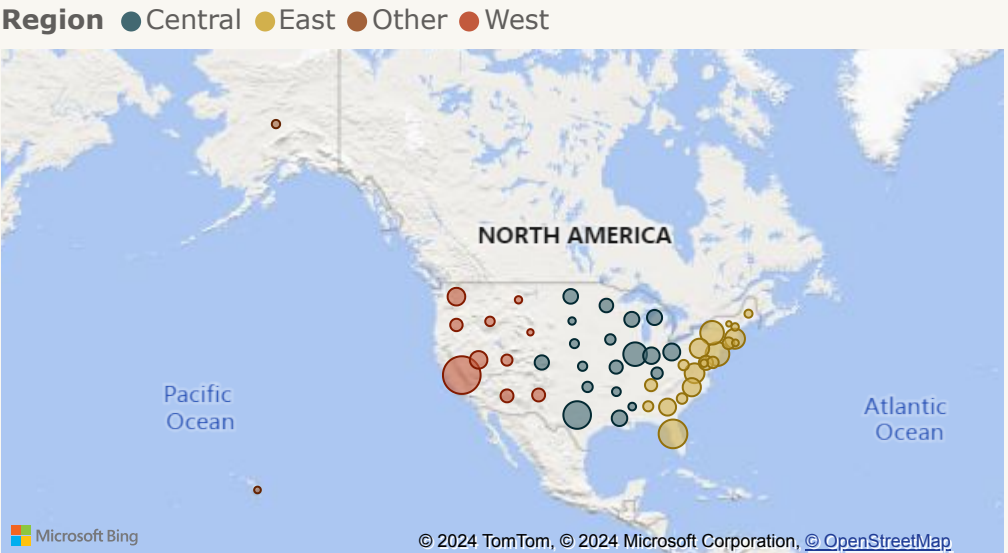 Region Central East Other West
NORTH AMERICA
Pacific
Ocean
Atlantic
Ocean
Microsoft Bing
© 2024 TomTom, © 2024 Microsoft Corporation, © OpenStreetMap